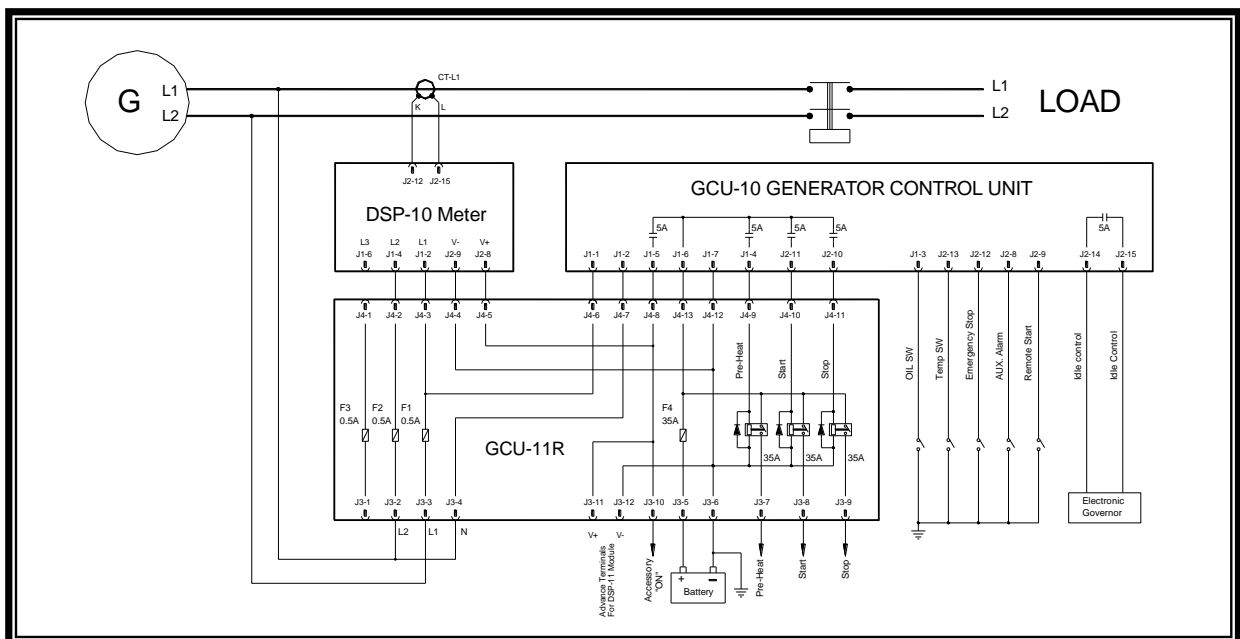 G
L1
L2
CT-L1
K
L
L1
L2
LOAD
J2-12
J2-15
DSP-10 Meter
L3
L2
L1
V-
V+
J1-6
J1-4
J1-2
J2-9
J2-8
GCU-10 GENERATOR CONTROL UNIT
5A
5A
5A
5A
5A
J1-1
J1-2
J1-5
J1-6
J1-7
J1-4
J2-11
J2-10
J1-3
J2-13
J2-12
J2-8
J2-9
J2-14
J2-15
J4-1
J4-2
J4-3
J4-4
J4-5
J4-6
J4-7
J4-8
J4-13
J4-12
J4-9
J4-10
J4-11
Pre-Heat
Start
Stop
OIL SW
Temp SW
Emergency Stop
AUX. Alarm
Remote Start
Idle control
Idle Control
F3
0.5A
F2
0.5A
F1
0.5A
F4
35A
GCU-11R
35A
35A
35A
J3-1
J3-2
J3-3
J3-4
J3-11
J3-12
J3-10
J3-5
J3-6
J3-7
J3-8
J3-9
L2
L1
N
V+
V-
Advance Terminals
For DSP-11 Module
Accessory
"ON"
+
-
Battery
Pre-Heat
Start
Stop
Electronic
Governor